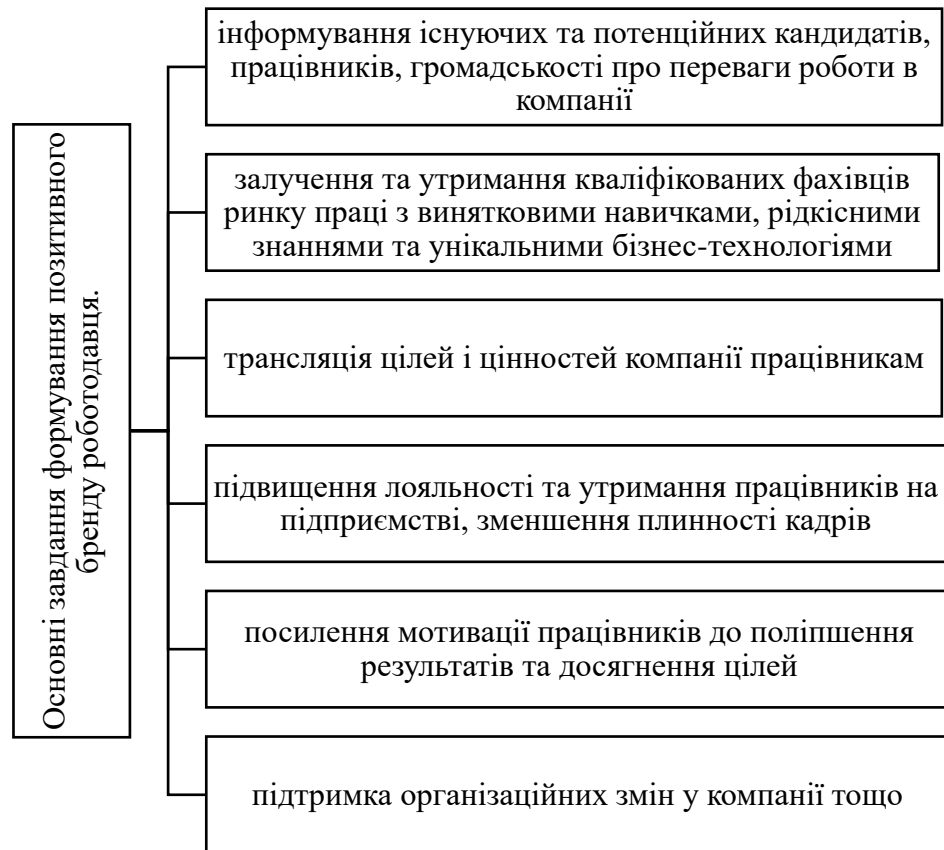 Основні завдання формування позитивного
бренду роботодавця.
інформування існуючих та потенційних кандидатів,
працівників, громадськості про переваги роботи в
компанії
залучення та утримання кваліфікованих фахівців
ринку праці з винятковими навичками, рідкісними
знаннями та унікальними бізнес-технологіями
трансляція цілей і цінностей компанії працівникам
підвищення лояльності та утримання працівників на
підприємстві, зменшення плинності кадрів
посилення мотивації працівників до поліпшення
результатів та досягнення цілей
підтримка організаційних змін у компанії тощо